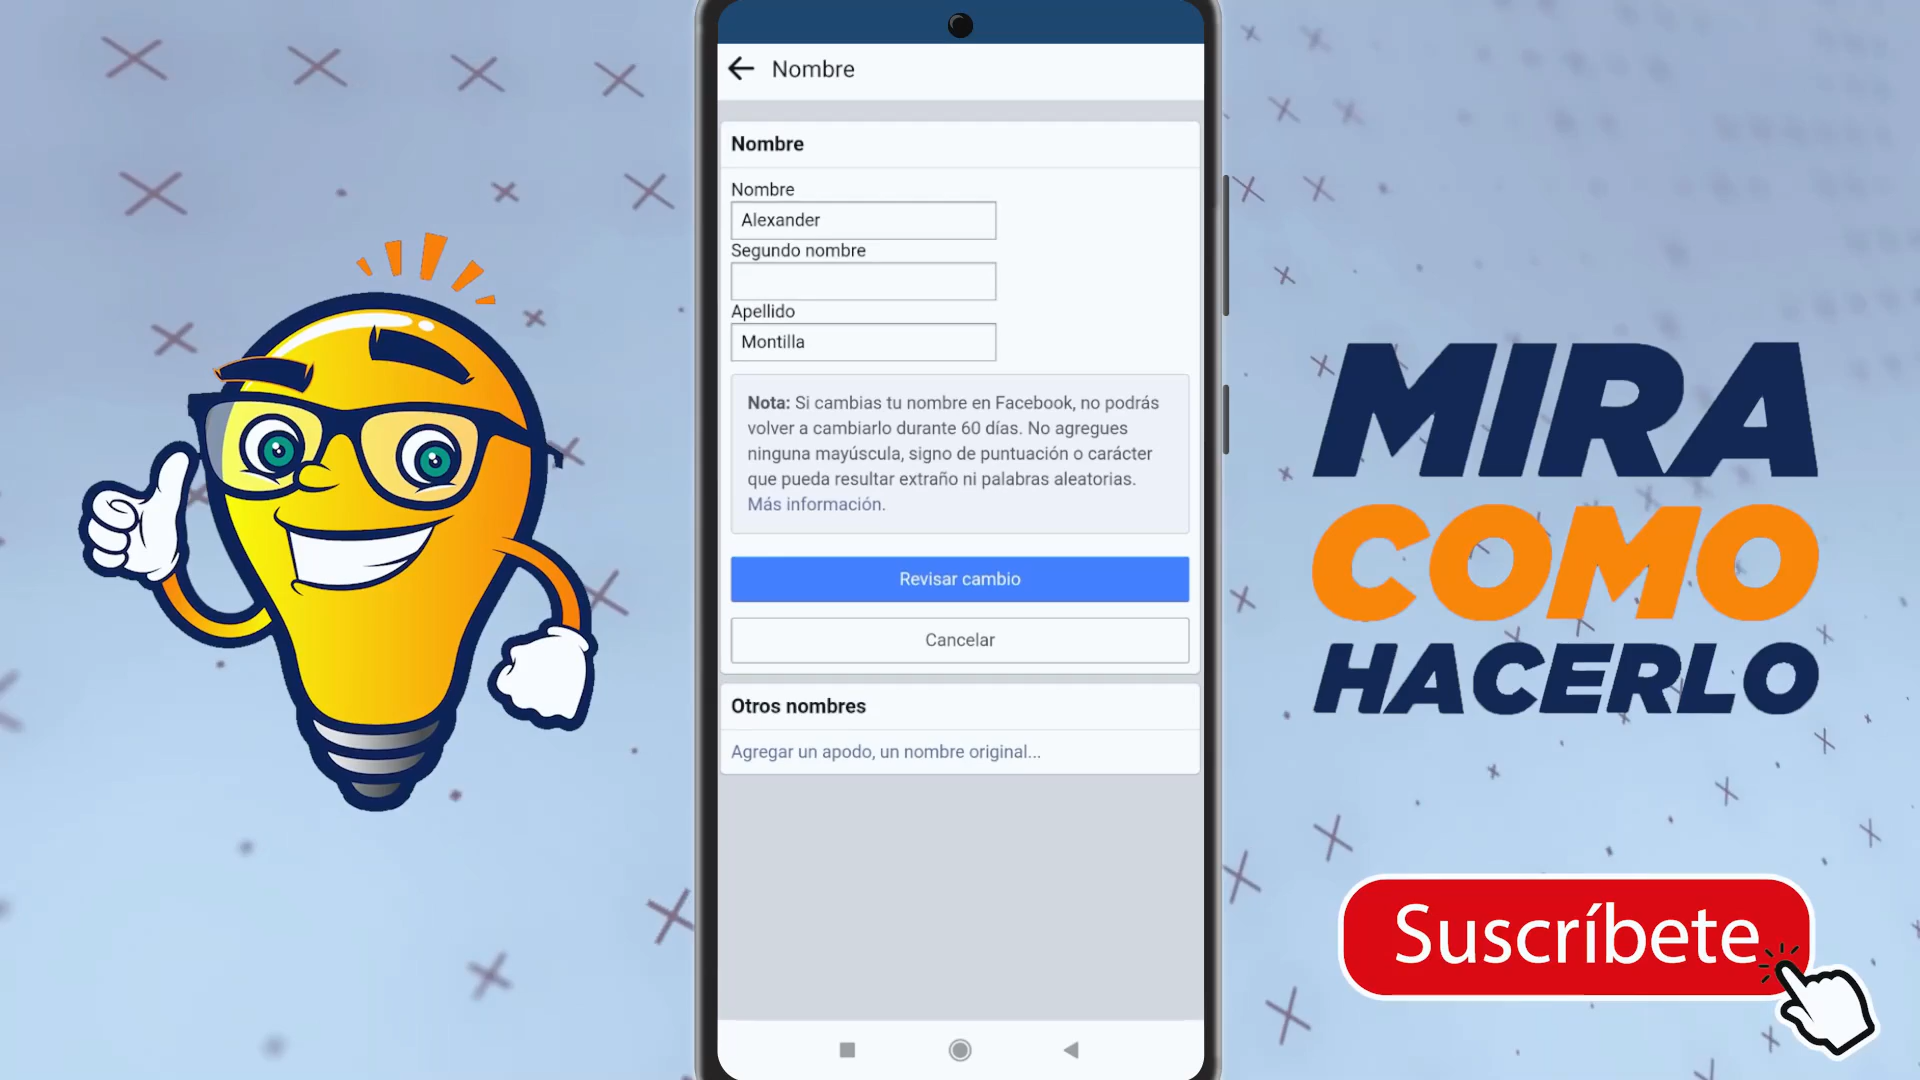 Nombre
Nombre
Nombre
Alexander
Segundo nombre
Apellido
Montilla
Nota: Si cambias tu nombre en Facebook, no podrás
volver a cambiarlo durante 60 días. No agregues
ninguna mayúscula, signo de puntuación o carácter
que pueda resultar extraño ni palabras aleatorias.
Más información.
Revisar cambio
Cancelar
Otros nombres
Agregar un apodo, un nombre original...
MIRA
COMO
HACERLO
Suscríbete